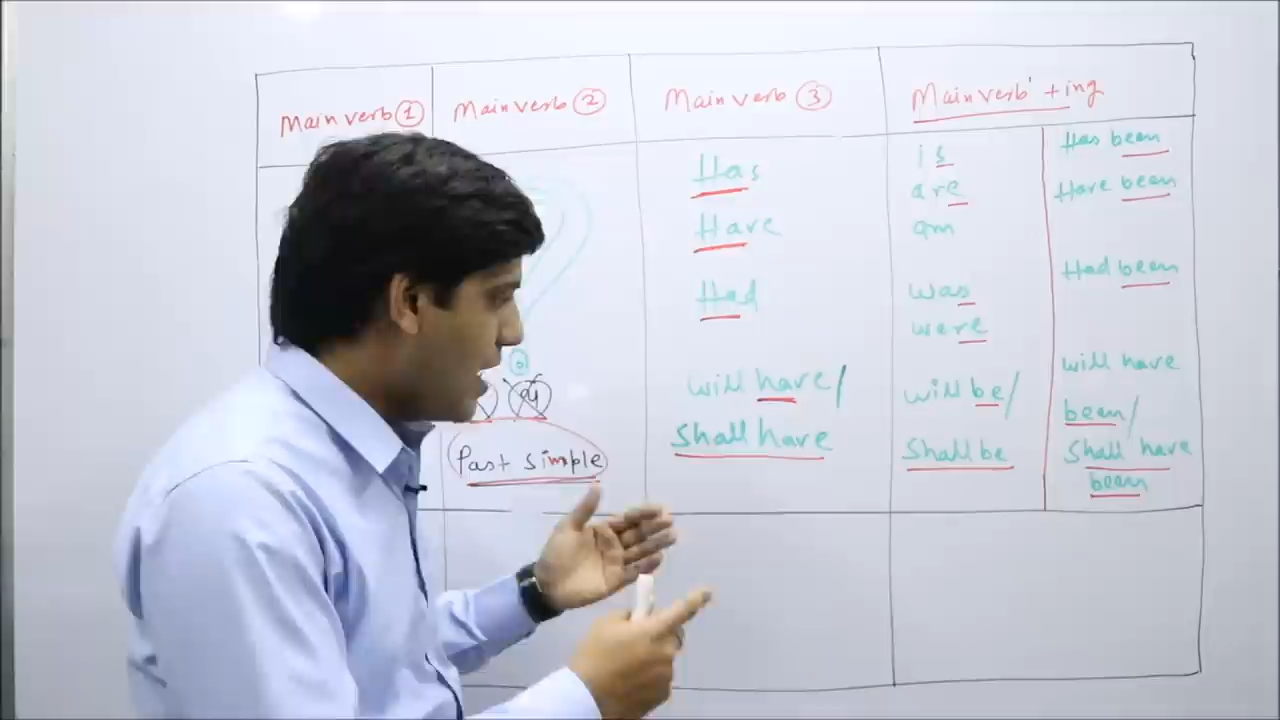 Main verb 1
Main verb 2
Main verb 3
Main verb + ing
Past simple
Has
Have
Had
will have/
Shall have
is
are
am
was
were
will be/
Shall be
Has been
Have been
Had been
will have
been/
Shall have
been